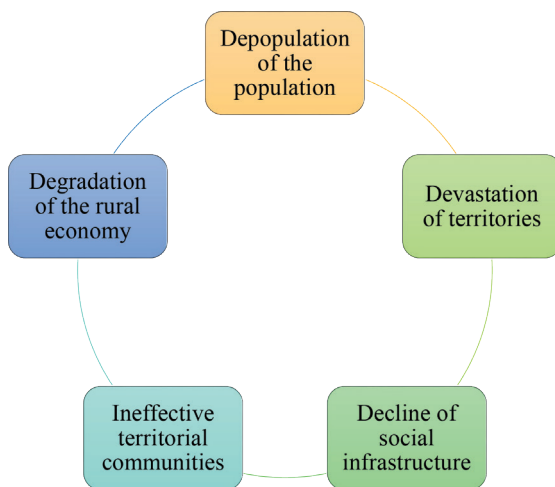 Depopulation
of the
population
Devastation
of territories
Decline of
social
infrastructure
Ineffective
territorial
communities
Degradation
of the rural
economy